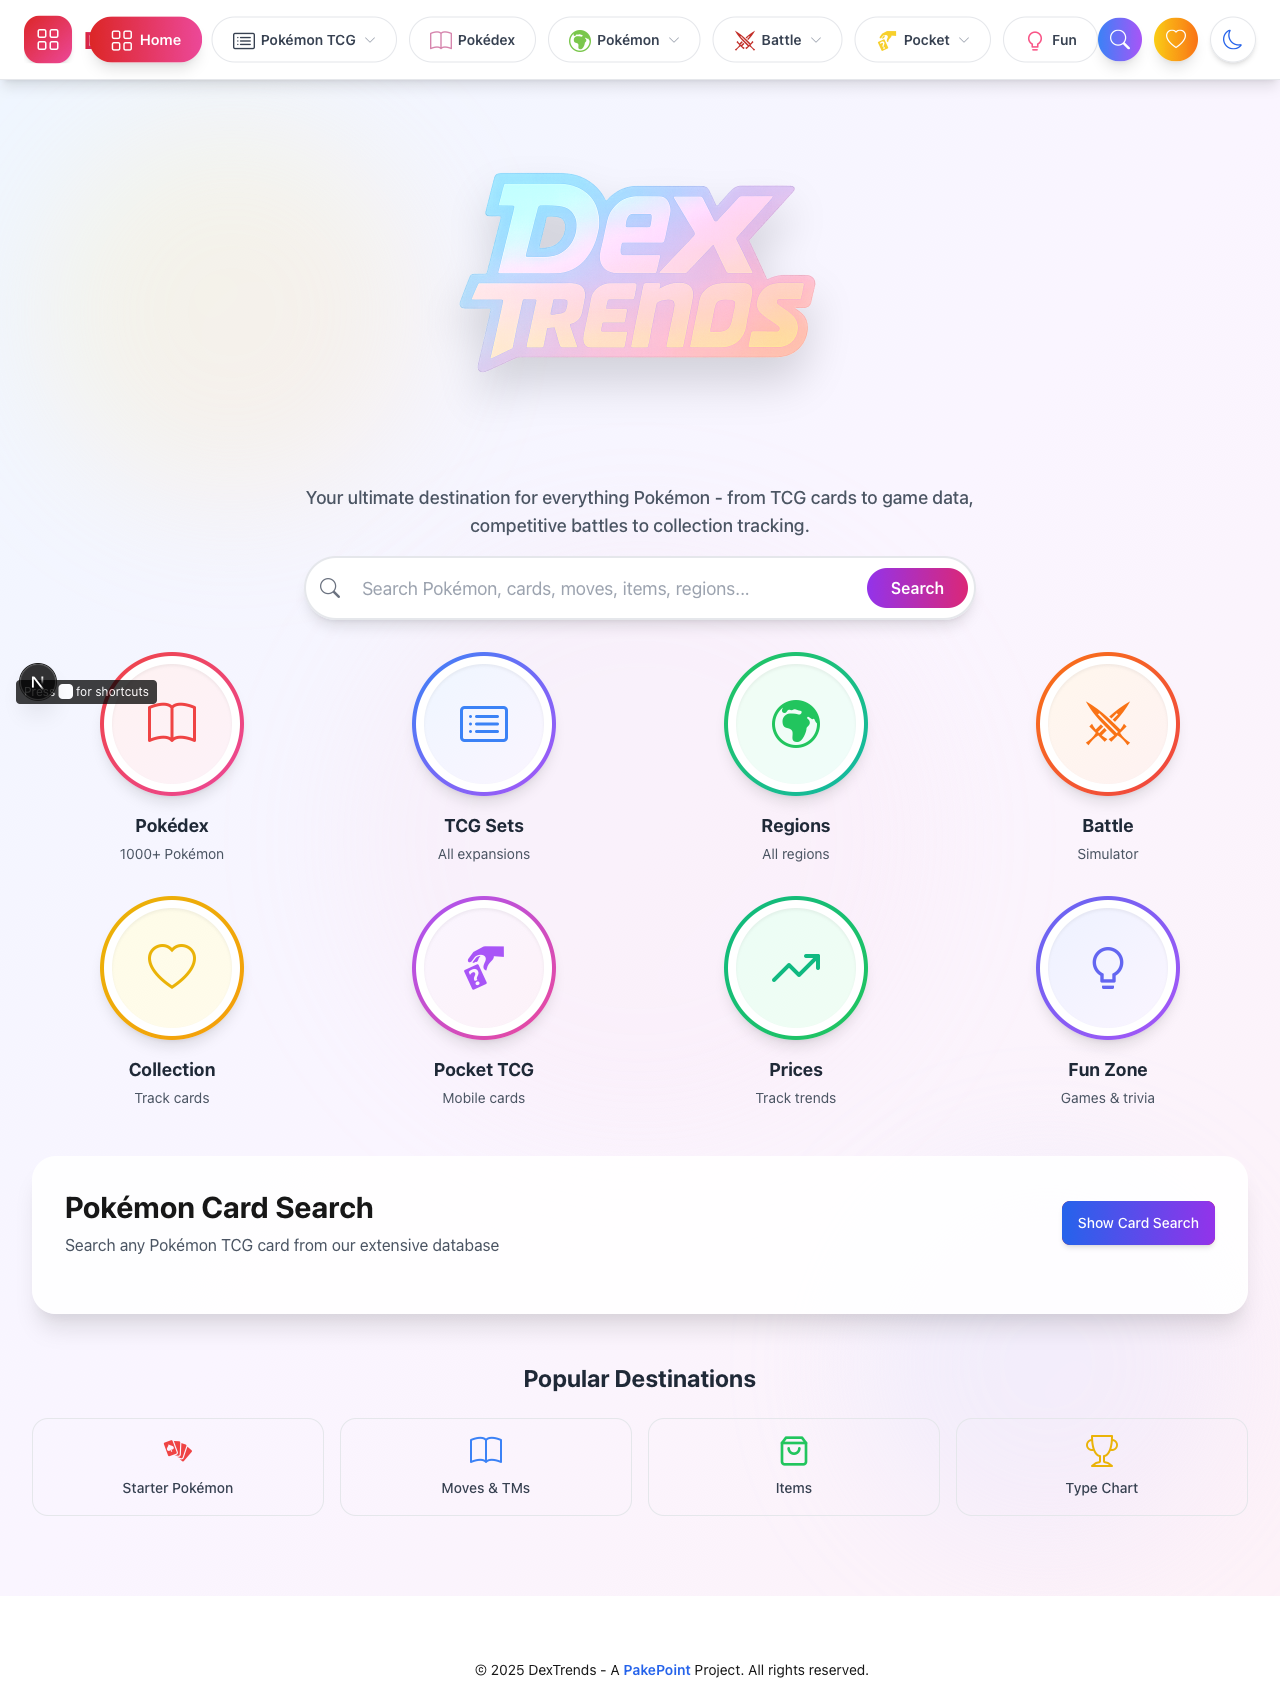 Home
Pokémon TCG
Pokédex
Pokémon
Battle
Pocket
Fun
Dex
TRENDS
Your ultimate destination for everything Pokémon - from TCG cards to game data,
competitive battles to collection tracking.
Search Pokémon, cards, moves, items, regions...
Search
N
for shortcuts
Pokédex
1000+ Pokémon
TCG Sets
All expansions
Regions
All regions
Battle
Simulator
Collection
Track cards
Pocket TCG
Mobile cards
Prices
Track trends
Fun Zone
Games & trivia
Pokémon Card Search
Search any Pokémon TCG card from our extensive database
Show Card Search
Popular Destinations
Starter Pokémon
Moves & TMs
Items
Type Chart
© 2025 DexTrends - A PakePoint Project. All rights reserved.